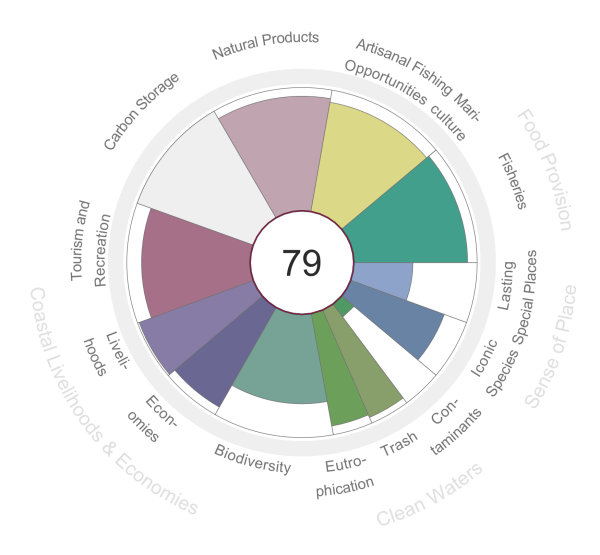 Natural Products
Artisanal Fishing
Opportunities
Mari-
culture
Food Provision
Fisheries
Lasting
Special Places
Sense of Place
Iconic
Species
Con-
taminants
Trash
Clean Waters
Eutro-
phication
Biodiversity
Econ-
omies
Liveli-
hoods
Coastal Livelihoods & Economies
Tourism and
Recreation
Carbon Storage
79